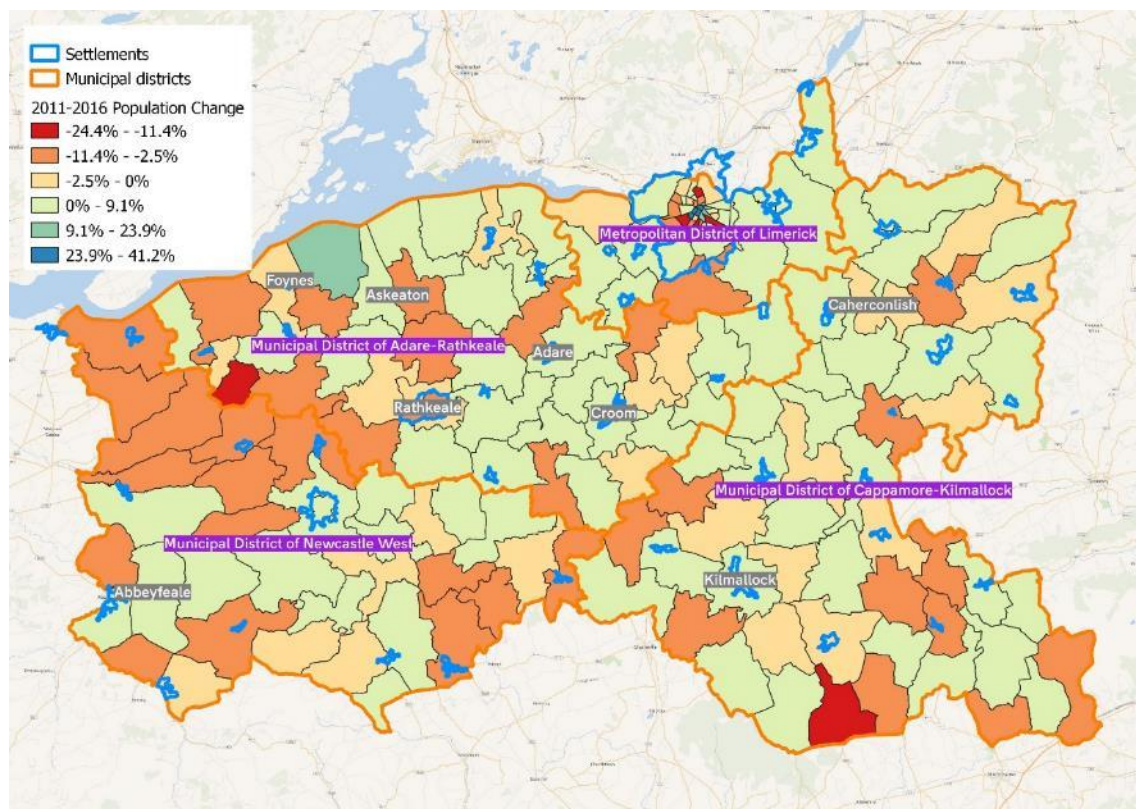 Settlements
Municipal districts
2011-2016 Population Change
-24.4% - -11.4%
-11.4% - -2.5%
-2.5% - 0%
0% - 9.1%
9.1% - 23.9%
23.9% - 41.2%
Metropolitan District of Limerick
Foynes
Askeaton
Caherconlish
Municipal District of Adare-Rathkeale
Adare
Rathkeale
Croom
Municipal District of Cappamore-Kilmallock
Municipal District of Newcastle West
Kilmallock
Abbeyfeale